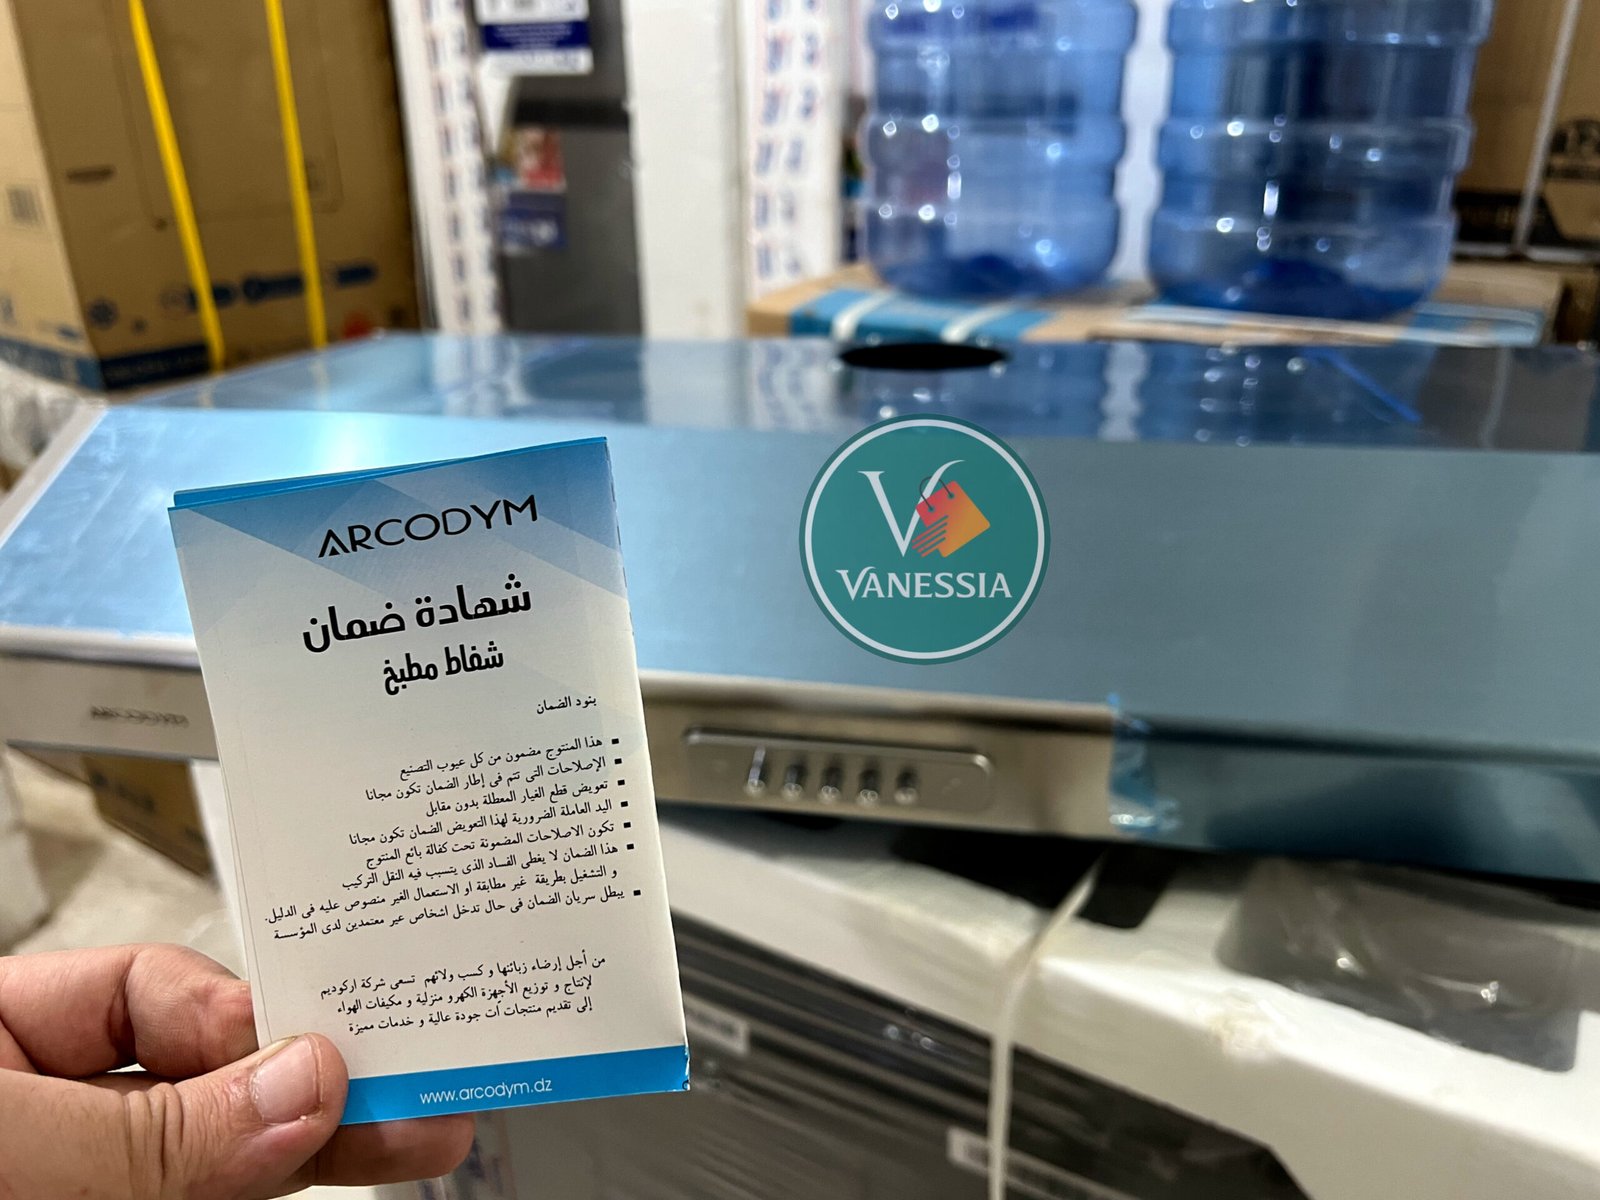 ARCODYM
شهادة ضمان
شفاط مطبخ
بنود الضمان
▪ هذا المنتوج مضمون من كل عيوب التصنيع
▪ الإصلاحات التى تتم فى إطار الضمان تكون مجانا
▪ تعويض قطع الغيار المعطلة بدون مقابل
▪ اليد العاملة الضرورية لهذا التعويض الضمان تكون مجانا
▪ تكون الاصلاحات المضمونة تحت كفالة بائع المنتوج
▪ هذا الضمان لا يغطى الفساد الذى يتسبب فيه النقل التركيب
و التشغيل بطريقة غير مطابقة او الاستعمال الغير منصوص عليه فى الدليل.
▪ يبطل سريان الضمان فى حال تدخل اشخاص عير معتمدين لدى المؤسسة
من أجل إرضاء زبائنها و كسب ولائهم تسعى شركة اركوديم
لإنتاج و توزيع الأجهزة الكهرو منزلية و مكيفات الهواء
إلى تقديم منتجات أت جودة عالية و خدمات مميزة
www.arcodym.dz
ARCODYM
VANESSIA